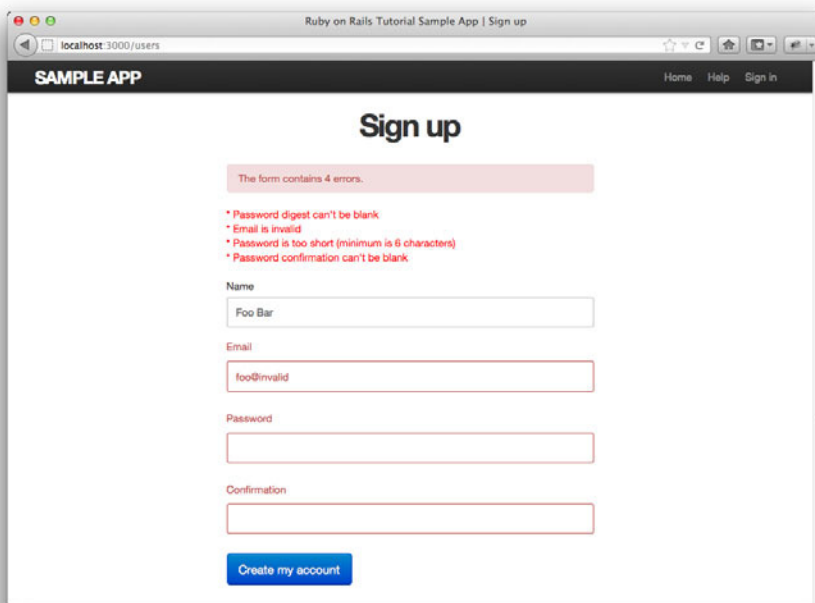 Ruby on Rails Tutorial Sample App | Sign up
localhost:3000/users
SAMPLE APP
Home Help Sign in
Sign up
The form contains 4 errors.
* Password digest can't be blank
* Email is invalid
* Password is too short (minimum is 6 characters)
* Password confirmation can't be blank
Name
Foo Bar
Email
foo@invalid
Password
Confirmation
Create my account